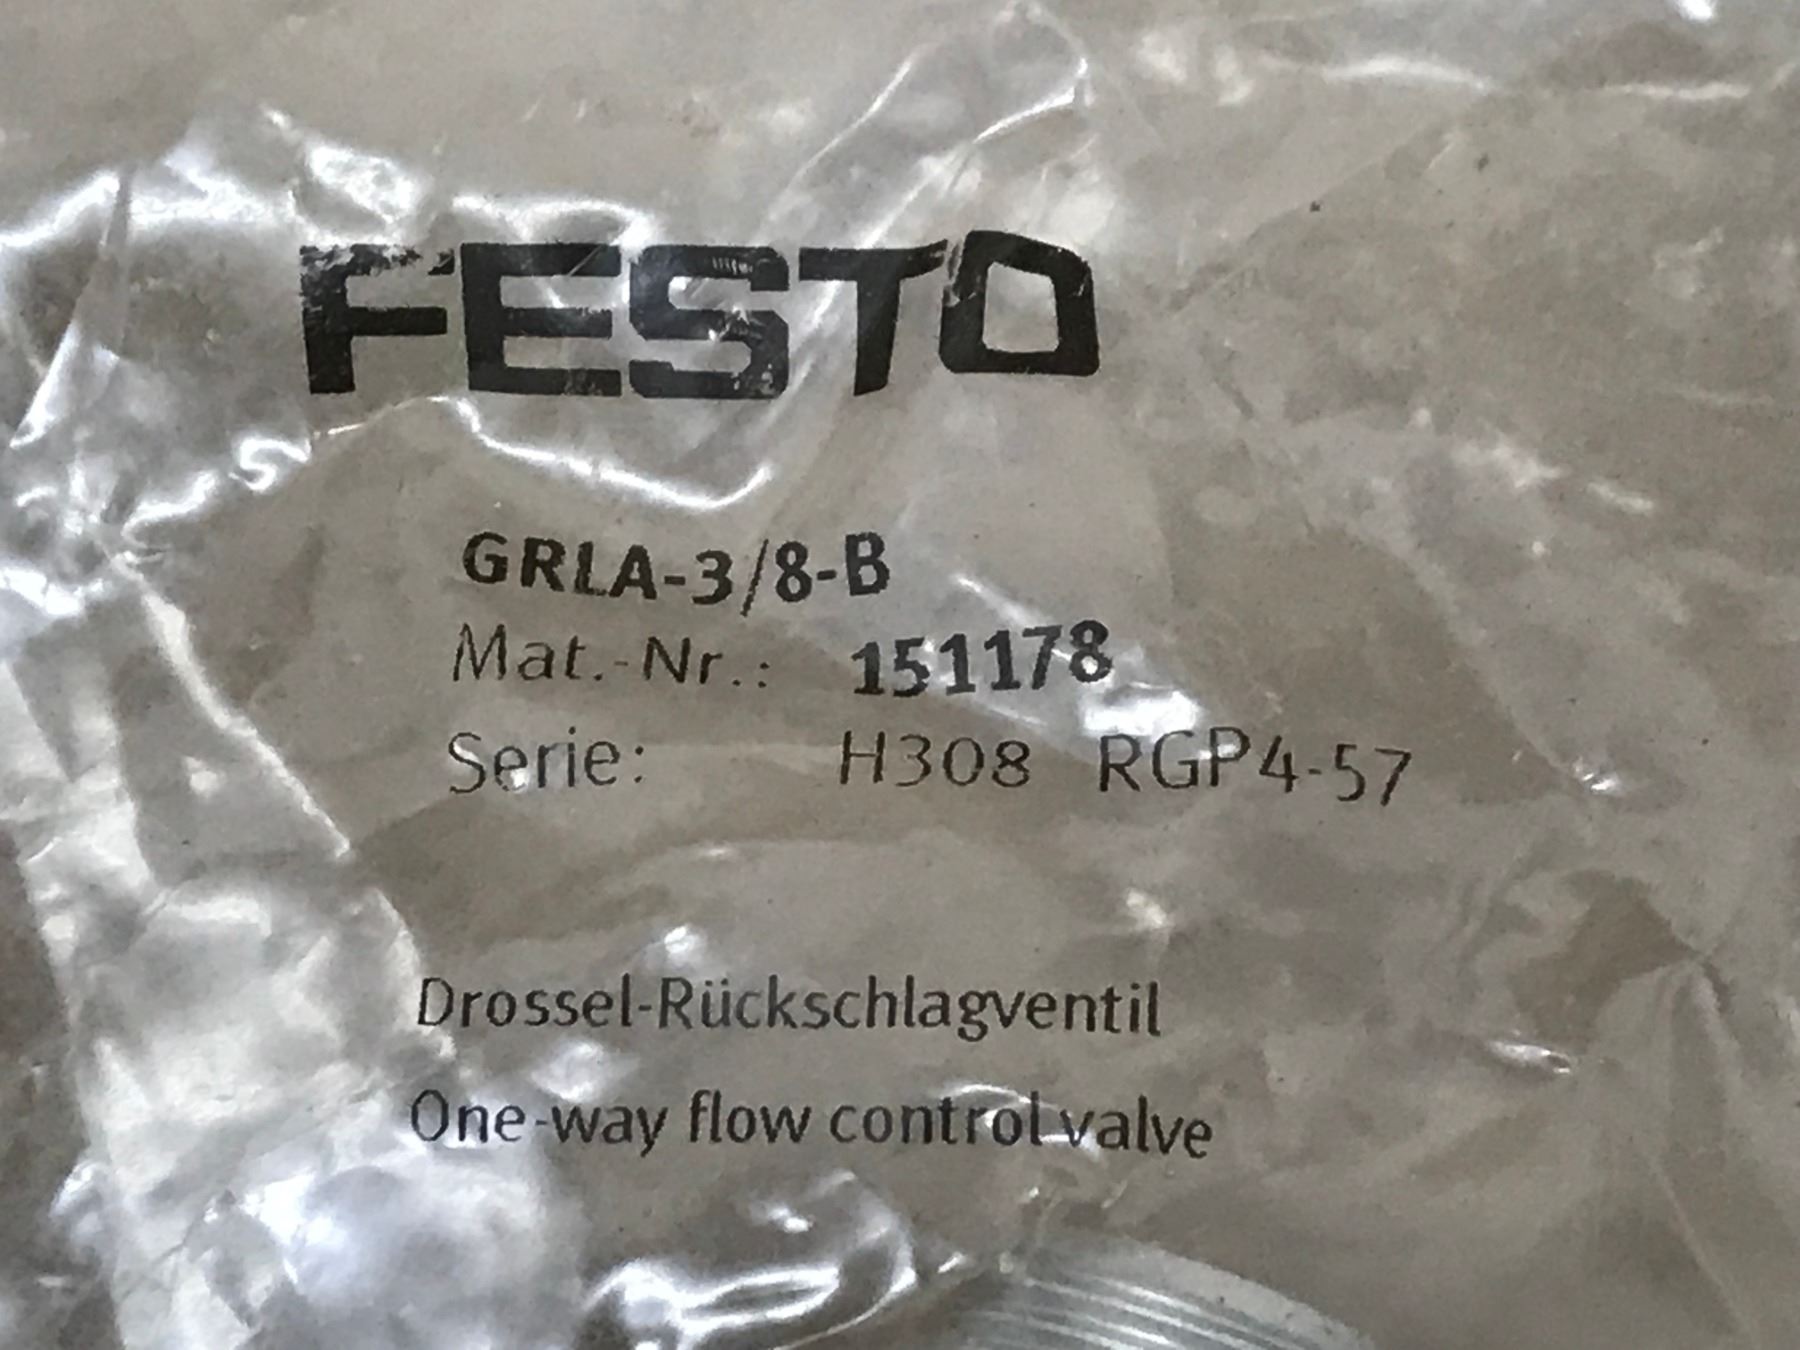 FESTO
GRLA-3/8-B
Mat.-Nr.: 151178
Serie: H308 RGP4-57
Drossel-Rückschlagventil
One-way flow control valve